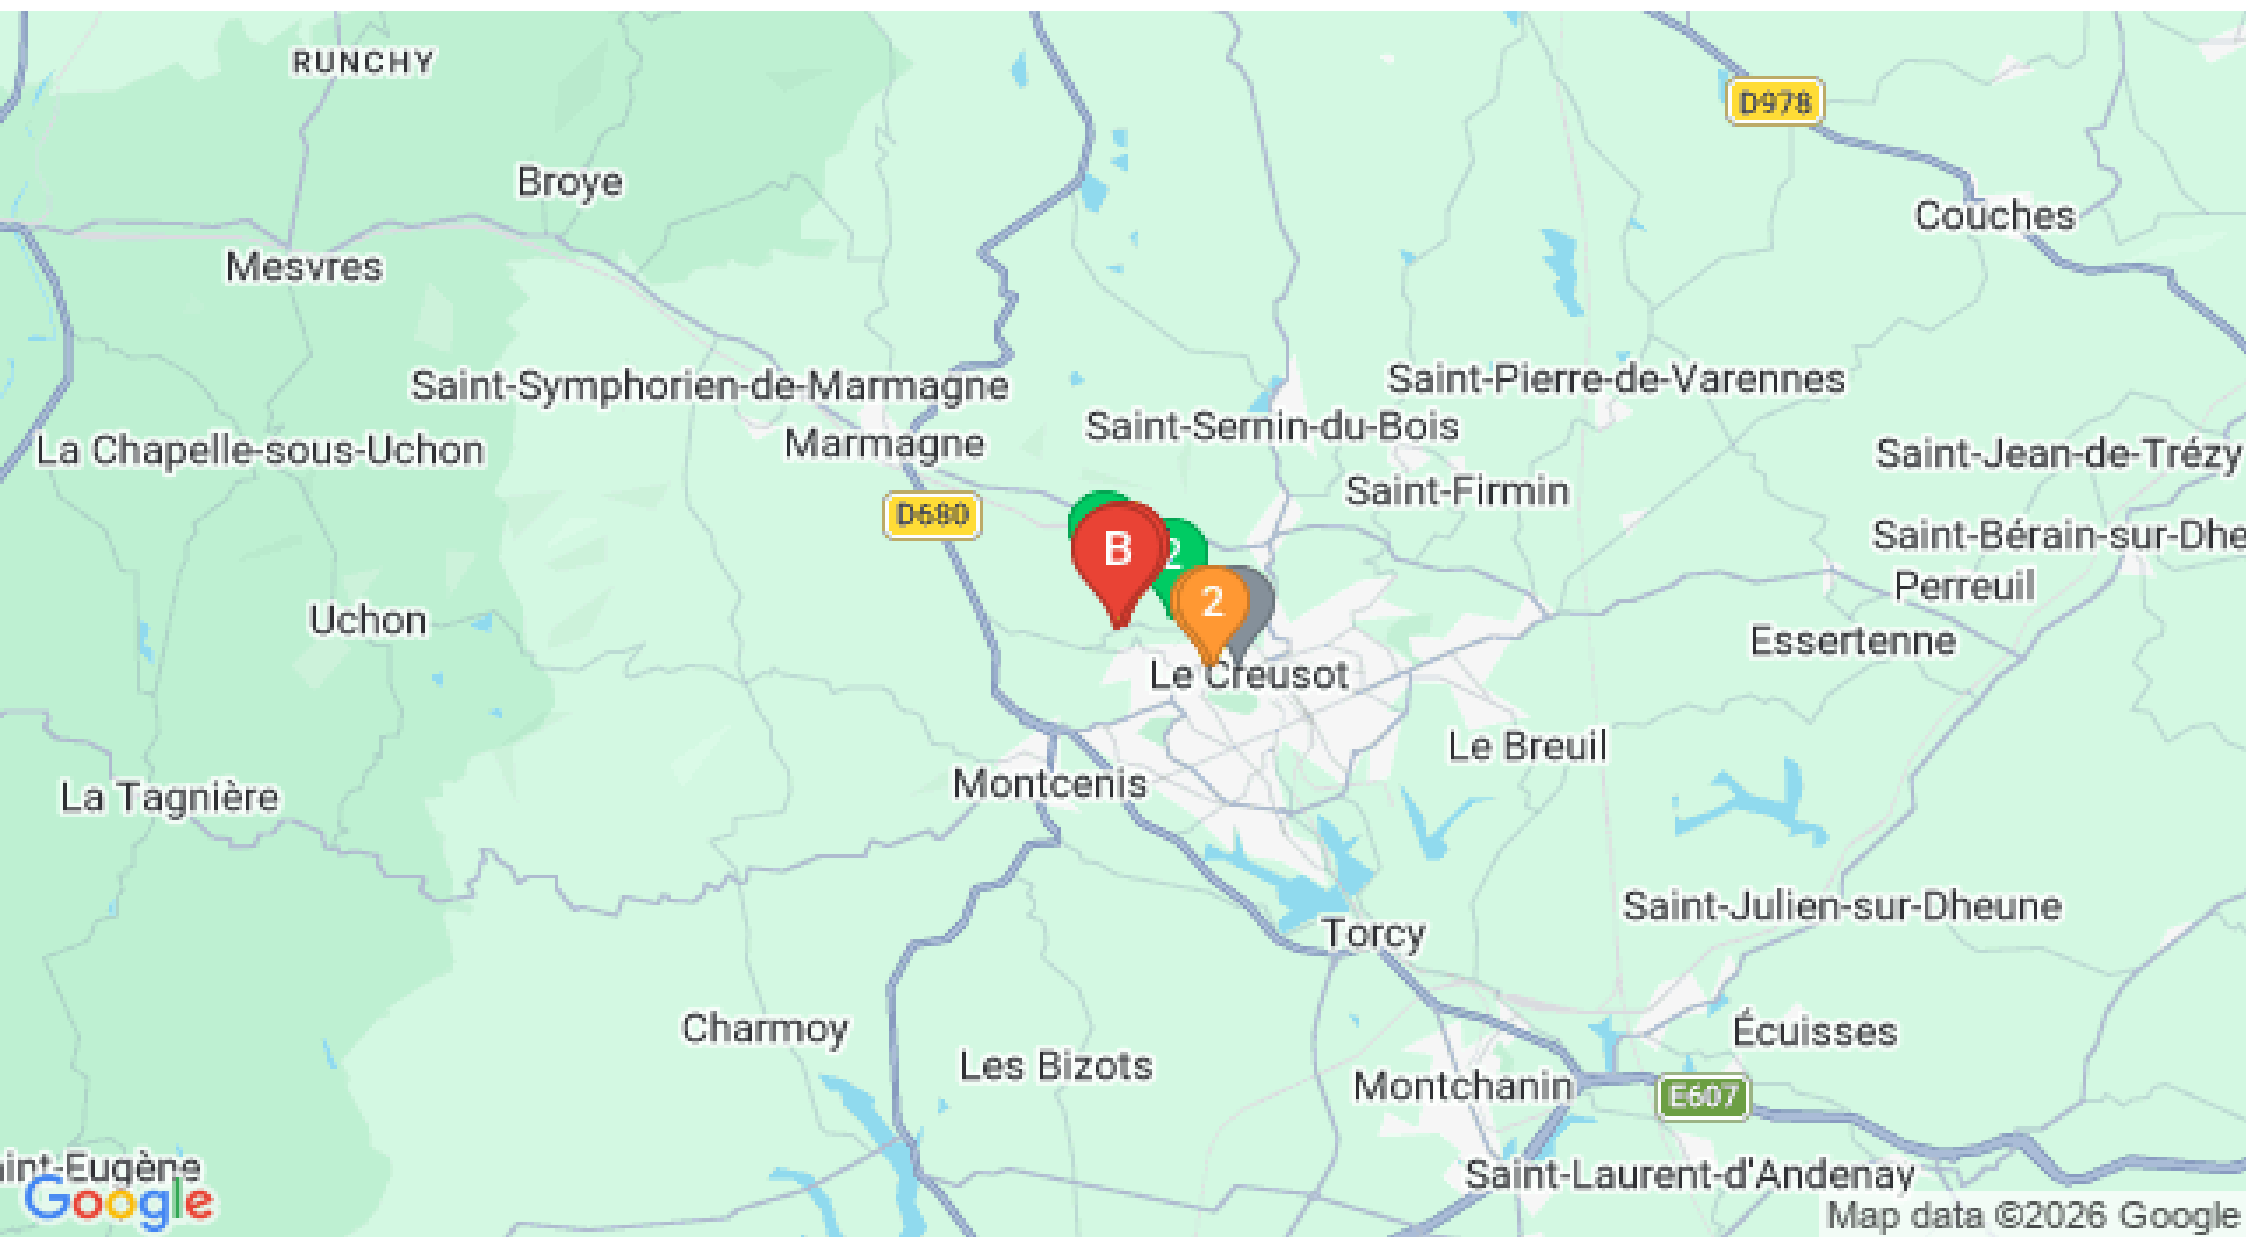 RUNCHY
D978
Broye
Couches
Mesvres
Saint-Symphorien-de-Marmagne
Saint-Pierre-de-Varennes
Saint-Sernin-du-Bois
Marmagne
La Chapelle-sous-Uchon
Saint-Jean-de-Trézy
Saint-Firmin
D680
Saint-Bérain-sur-Dhe
B
2
Perreuil
2
Uchon
Essertenne
Le Creusot
Le Breuil
Montcenis
La Tagnière
Saint-Julien-sur-Dheune
Torcy
Charmoy
Écuisses
Les Bizots
Montchanin
E607
int-Eugène
Saint-Laurent-d'Andenay
Google
Map data ©2026 Google